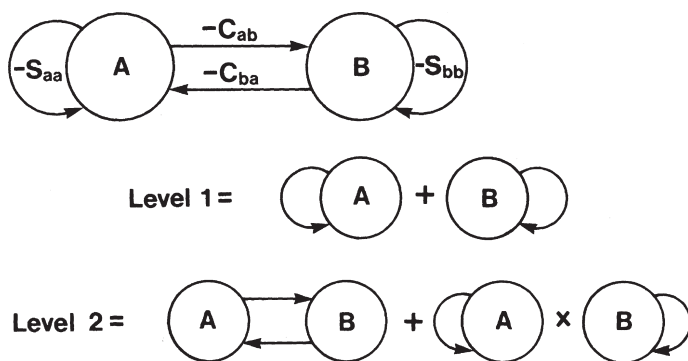 -Cab
-Saa A -Cba B -Sbb
Level 1 = A + B
Level 2 = A B + A x B